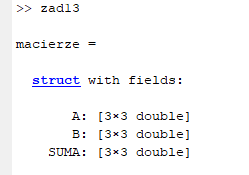 >> zad13
macierze =
struct with fields:
A: [3×3 double]
B: [3×3 double]
SUMA: [3×3 double]